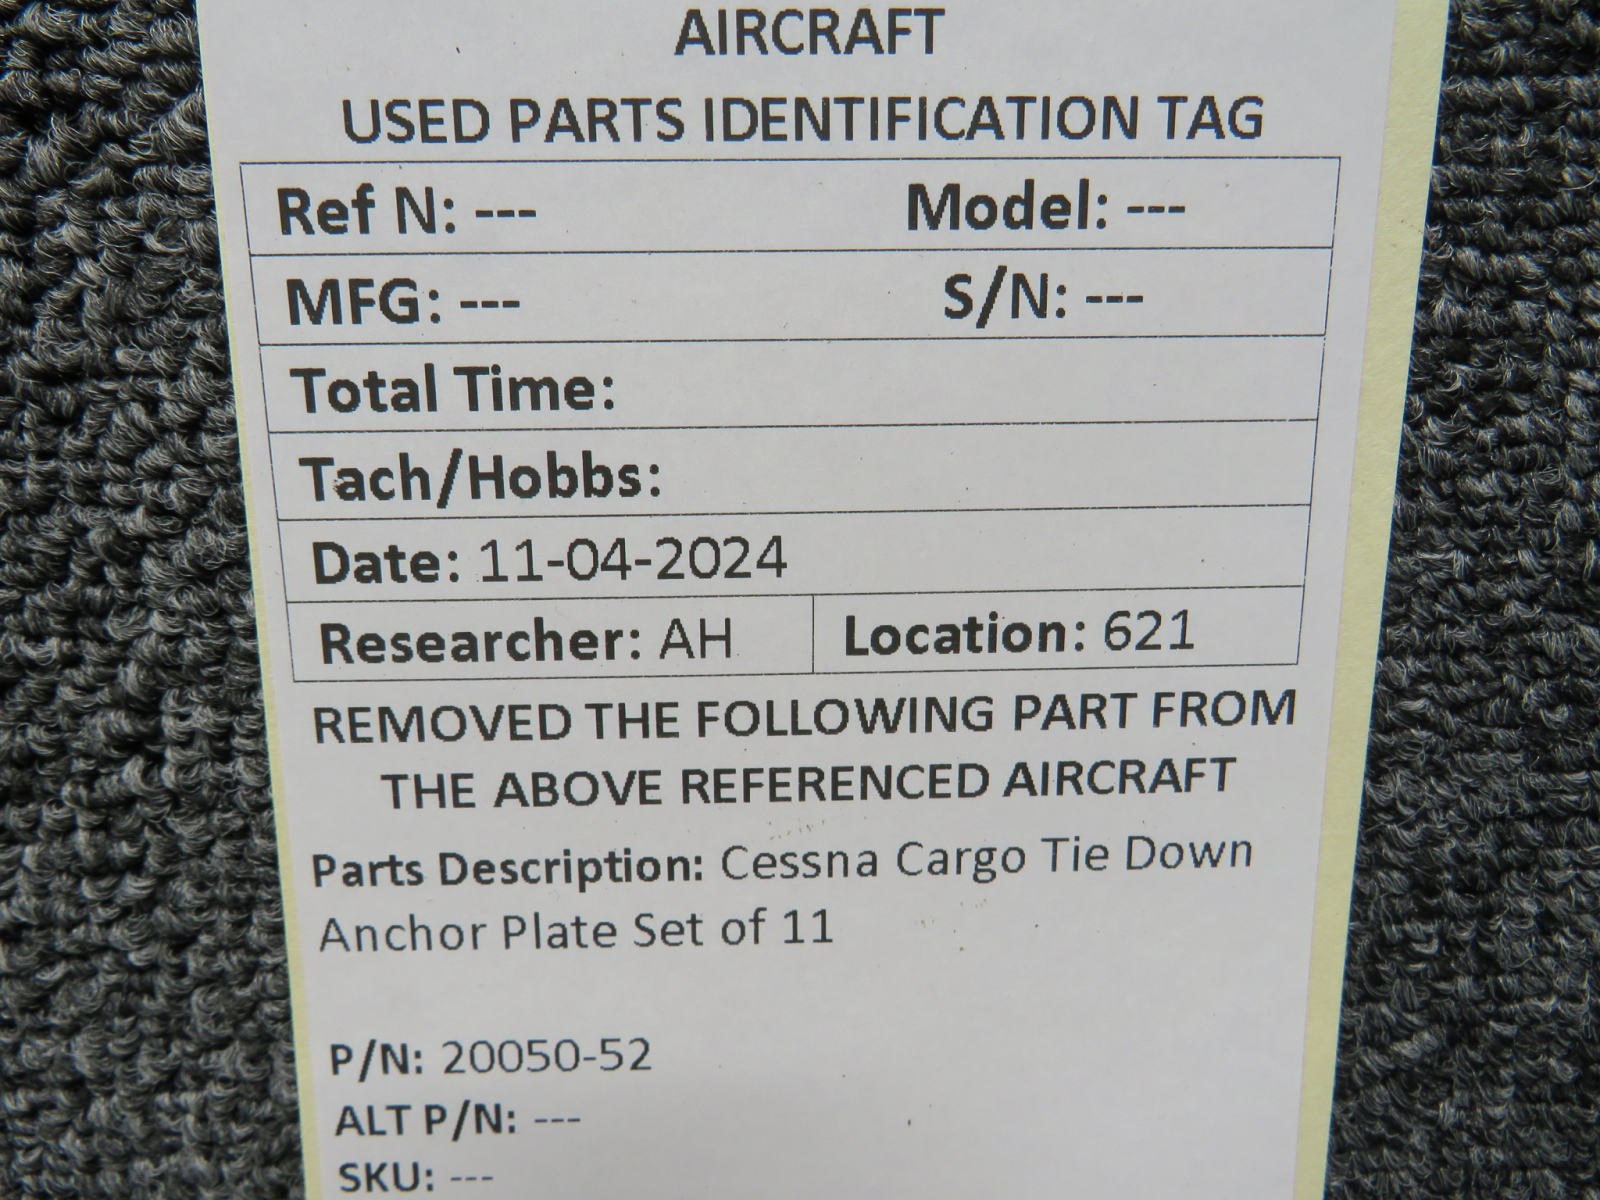 AIRCRAFT
USED PARTS IDENTIFICATION TAG
Ref N: --- Model: ---
MFG: --- S/N: ---
Total Time:
Tach/Hobbs:
Date: 11-04-2024
Researcher: AH Location: 621
REMOVED THE FOLLOWING PART FROM
THE ABOVE REFERENCED AIRCRAFT
Parts Description: Cessna Cargo Tie Down
Anchor Plate Set of 11
P/N: 20050-52
ALT P/N: ---
SKU: ---